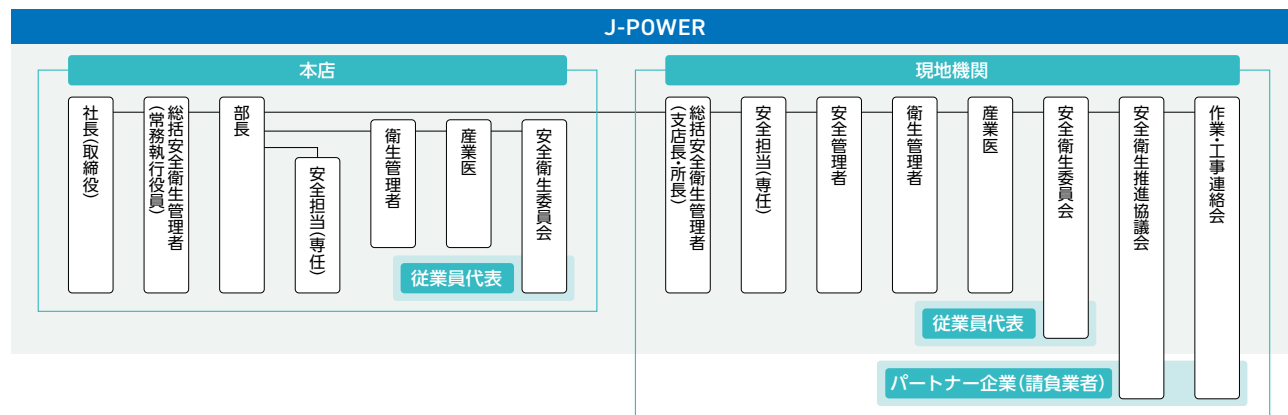 J-POWER
本店
現地機関
社長(取締役)
総括安全衛生管理者
(常務執行役員)
部長
安全担当(専任)
衛生管理者
産業医
安全衛生委員会
従業員代表
総括安全衛生管理者
(支店長・所長)
安全担当(専任)
安全管理者
衛生管理者
産業医
安全衛生委員会
安全衛生推進協議会
作業・工事連絡会
従業員代表
パートナー企業(請負業者)